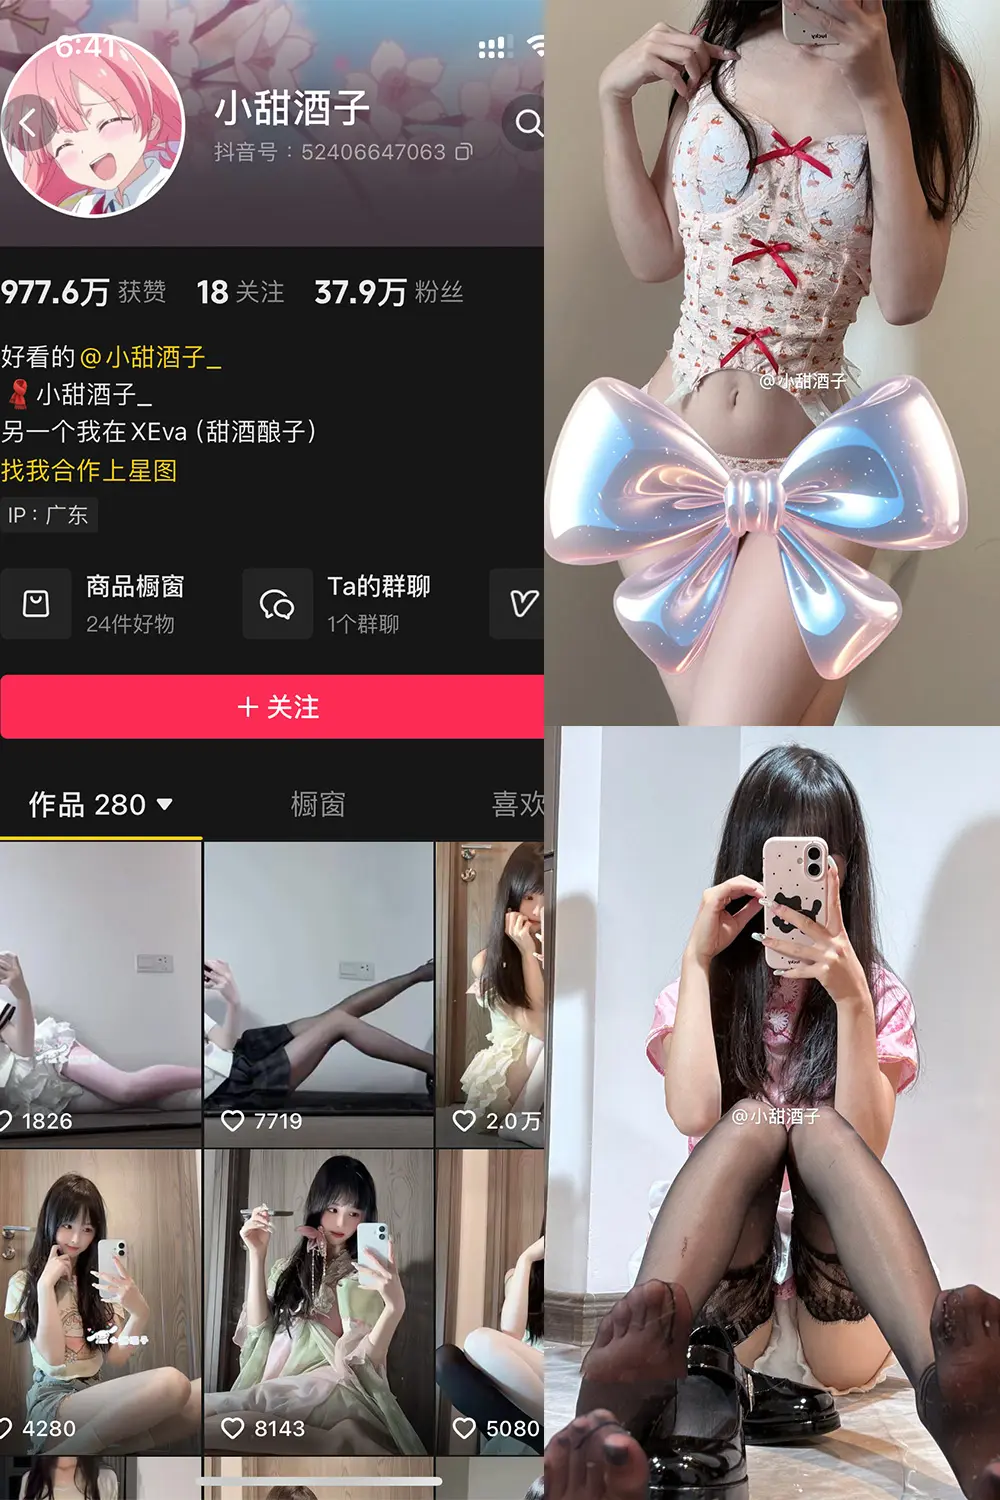 6:41
小甜酒子
抖音号：52406647063
977.6万 获赞 18 关注 37.9万 粉丝
好看的@小甜酒子_
小甜酒子_
另一个我在XEva（甜酒酿子）
找我合作上星图
IP：广东
商品橱窗
24件好物
Ta的群聊
1个群聊
+ 关注
作品 280 橱窗 喜欢
1826 7719 2.0万
4280 8143 5080
lucky
@小甜酒子
@小甜酒子